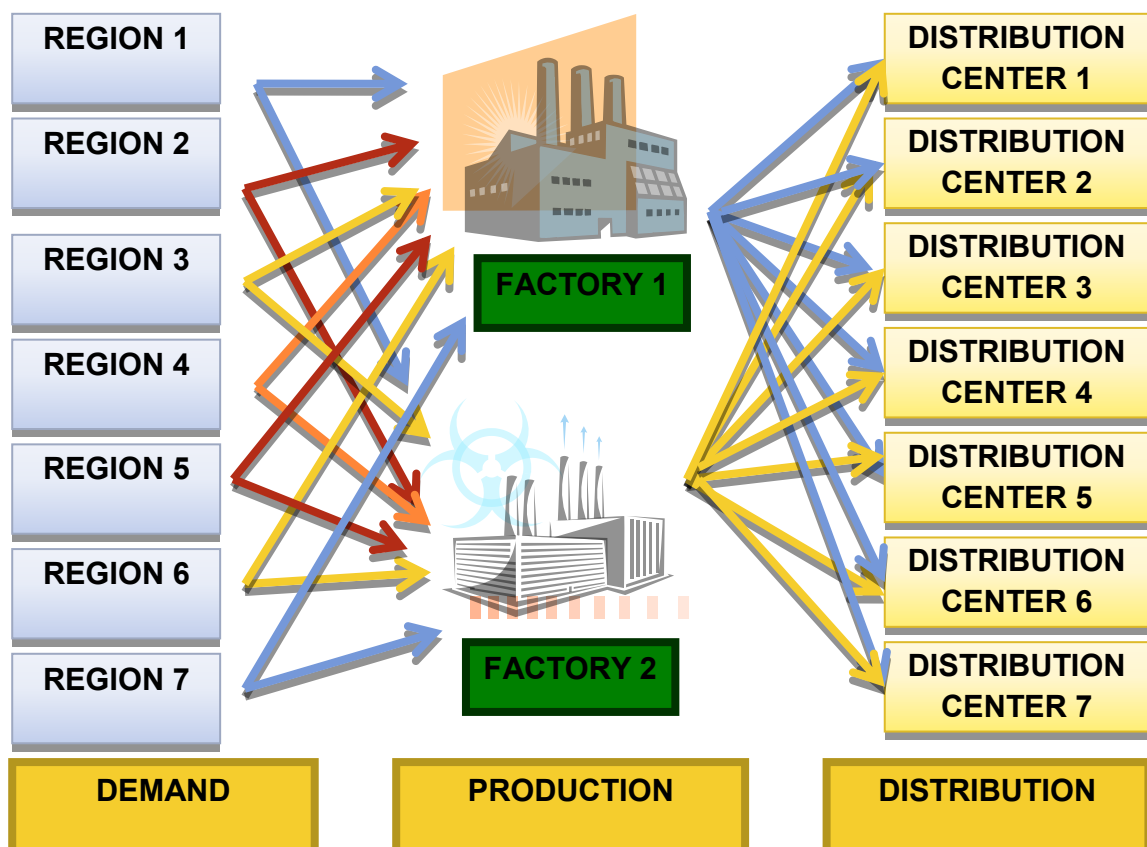 REGION 1
REGION 2
REGION 3
REGION 4
REGION 5
REGION 6
REGION 7
FACTORY 1
FACTORY 2
DISTRIBUTION
CENTER 1
DISTRIBUTION
CENTER 2
DISTRIBUTION
CENTER 3
DISTRIBUTION
CENTER 4
DISTRIBUTION
CENTER 5
DISTRIBUTION
CENTER 6
DISTRIBUTION
CENTER 7
DEMAND
PRODUCTION
DISTRIBUTION